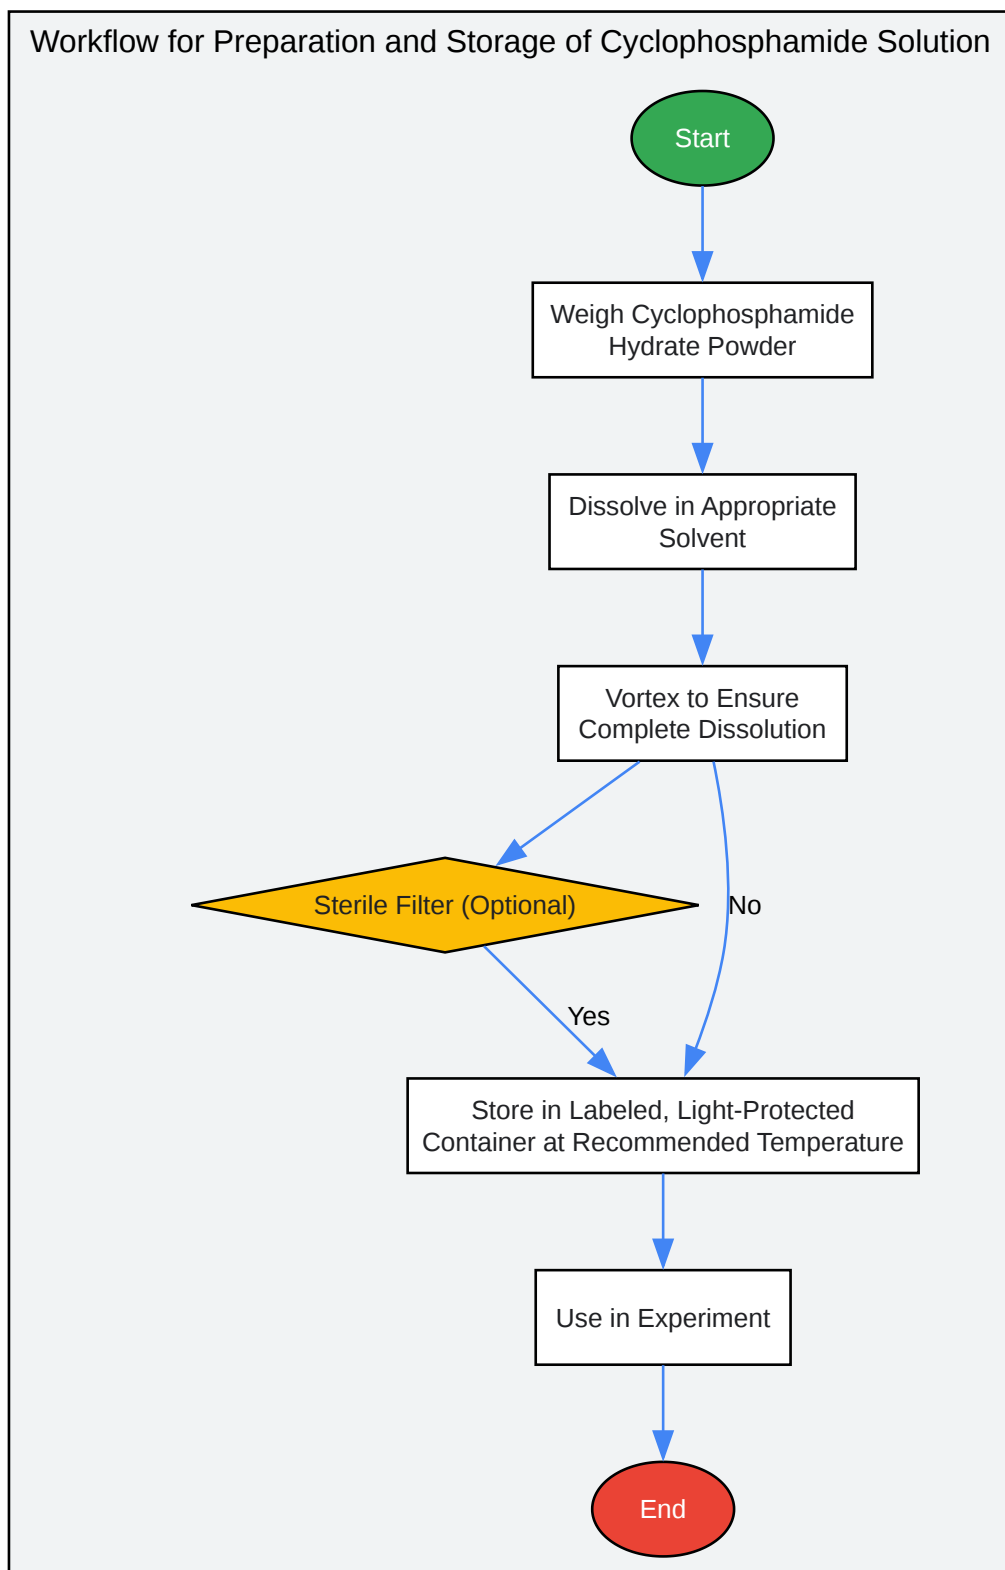 Workflow for Preparation and Storage of Cyclophosphamide Solution
Start
Weigh Cyclophosphamide
Hydrate Powder
Dissolve in Appropriate
Solvent
Vortex to Ensure
Complete Dissolution
Sterile Filter (Optional)
No
Yes
Store in Labeled, Light-Protected
Container at Recommended Temperature
Use in Experiment
End